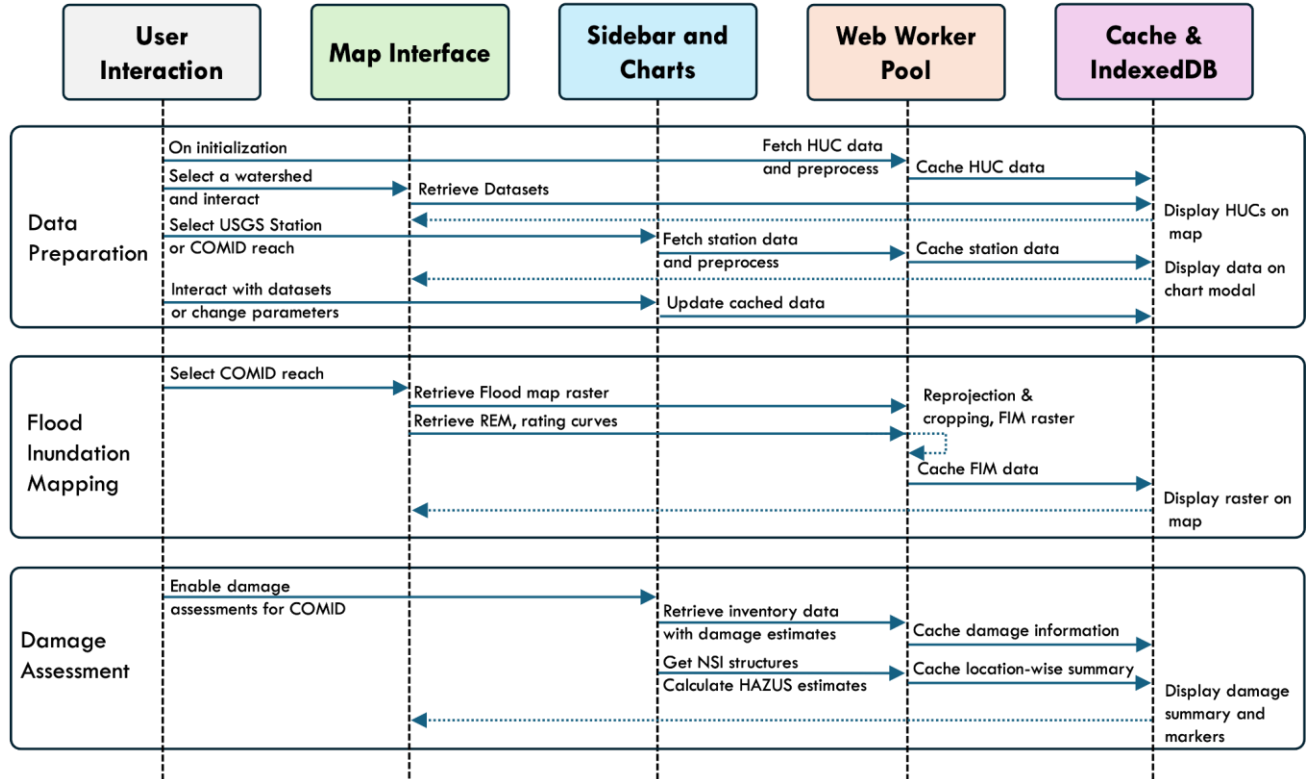 User
Interaction
Map Interface
Sidebar and
Charts
Web Worker
Pool
Cache &
IndexedDB
Data
Preparation
On initialization
Fetch HUC data
and preprocess
Cache HUC data
Select a watershed
and interact
Retrieve Datasets
Display HUCs on
map
Select USGS Station
or COMID reach
Fetch station data
and preprocess
Cache station data
Display data on
chart modal
Interact with datasets
or change parameters
Update cached data
Flood
Inundation
Mapping
Select COMID reach
Retrieve Flood map raster
Retrieve REM, rating curves
Reprojection &
cropping, FIM raster
Cache FIM data
Display raster on
map
Damage
Assessment
Enable damage
assessments for COMID
Retrieve inventory data
with damage estimates
Cache damage information
Get NSI structures
Calculate HAZUS estimates
Cache location-wise summary
Display damage
summary and
markers